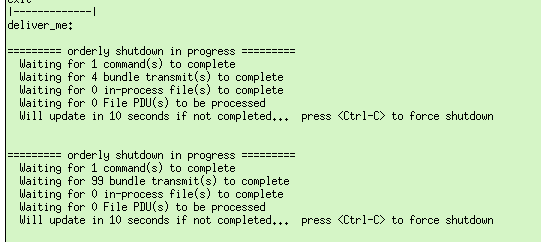 exit
|-------------|
deliver_me:
========= orderly shutdown in progress =========
Waiting for 1 command(s) to complete
Waiting for 4 bundle transmit(s) to complete
Waiting for 0 in-process file(s) to complete
Waiting for 0 File PDU(s) to be processed
Will update in 10 seconds if not completed... press <Ctrl-C> to force shutdown
========= orderly shutdown in progress =========
Waiting for 1 command(s) to complete
Waiting for 99 bundle transmit(s) to complete
Waiting for 0 in-process file(s) to complete
Waiting for 0 File PDU(s) to be processed
Will update in 10 seconds if not completed... press <Ctrl-C> to force shutdown